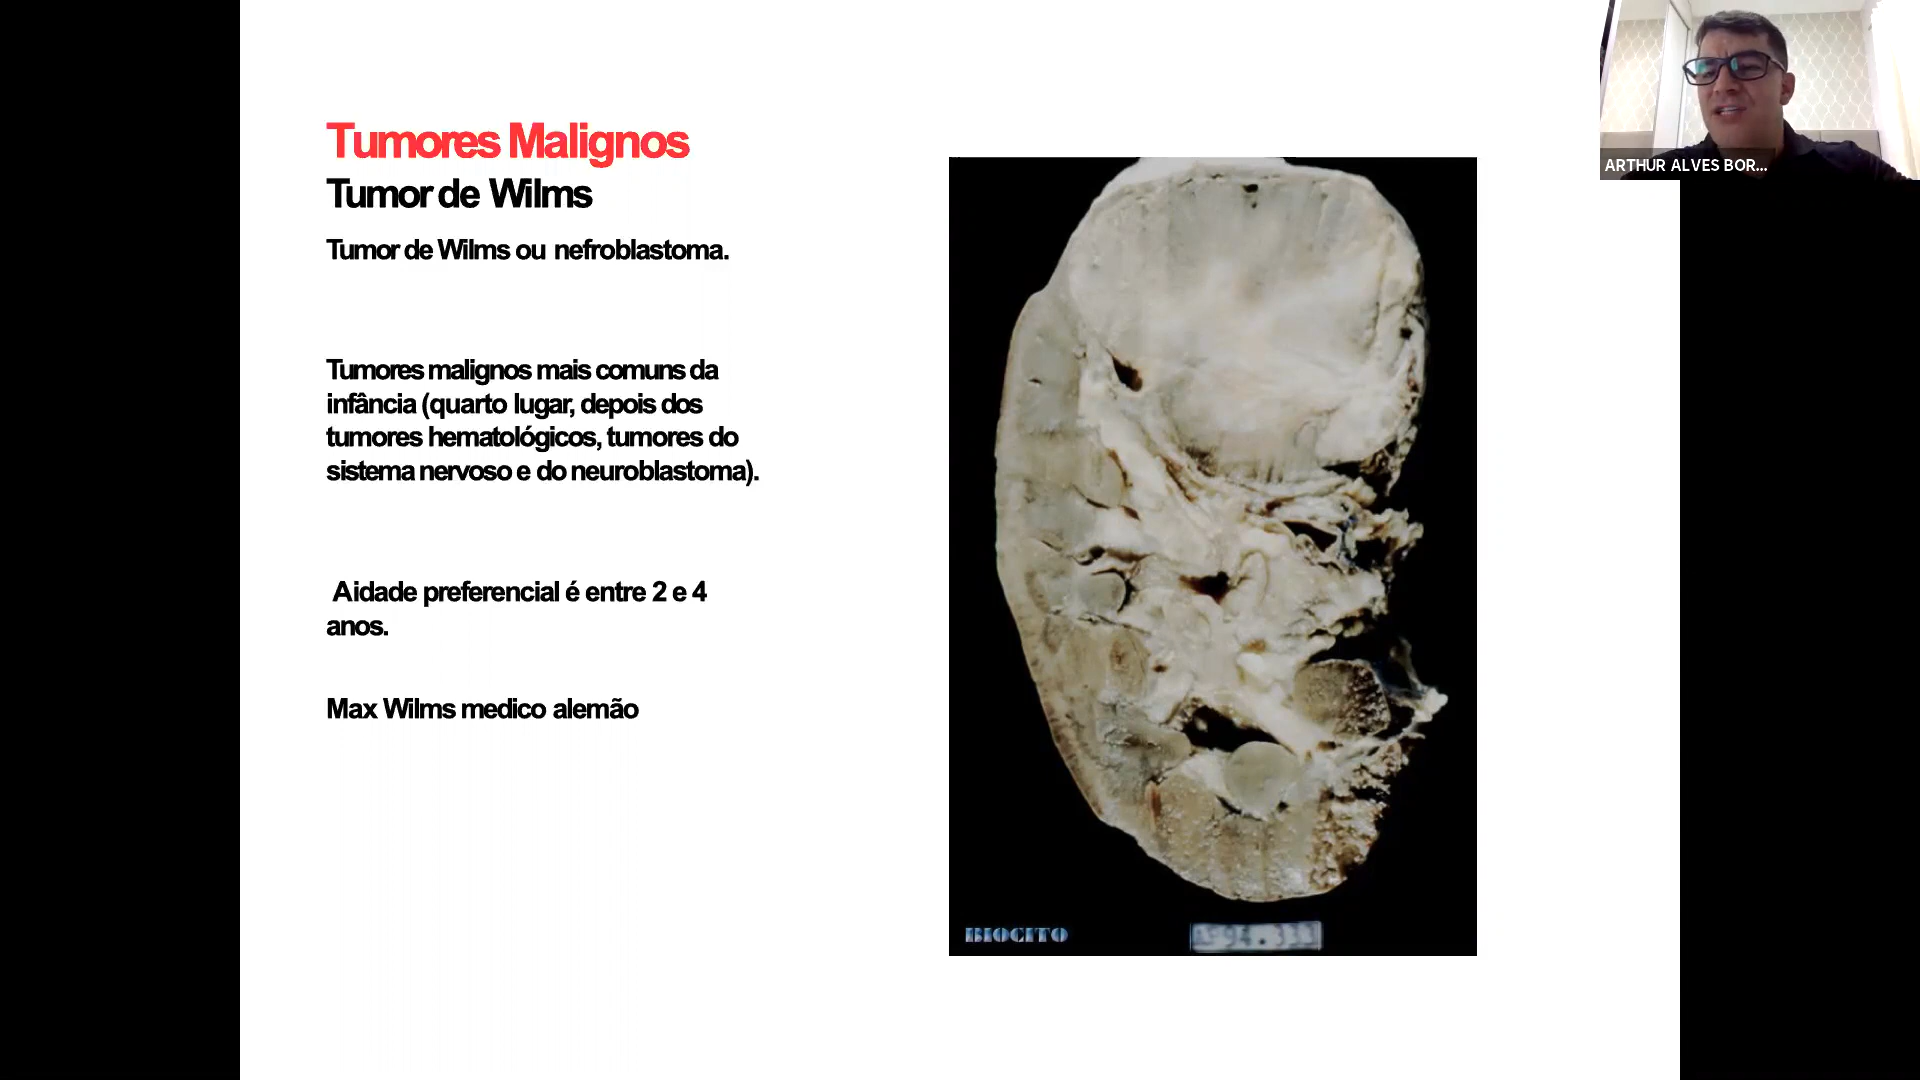 Tumores Malignos
Tumor de Wilms
Tumor de Wilms ou nefroblastoma.
Tumores malignos mais comuns da
infância (quarto lugar, depois dos
tumores hematológicos, tumores do
sistema nervoso e do neuroblastoma).
Aidade preferencial é entre 2 e 4
anos.
Max Wilms medico alemão
BIOCITO
ARTHUR ALVES BOR...